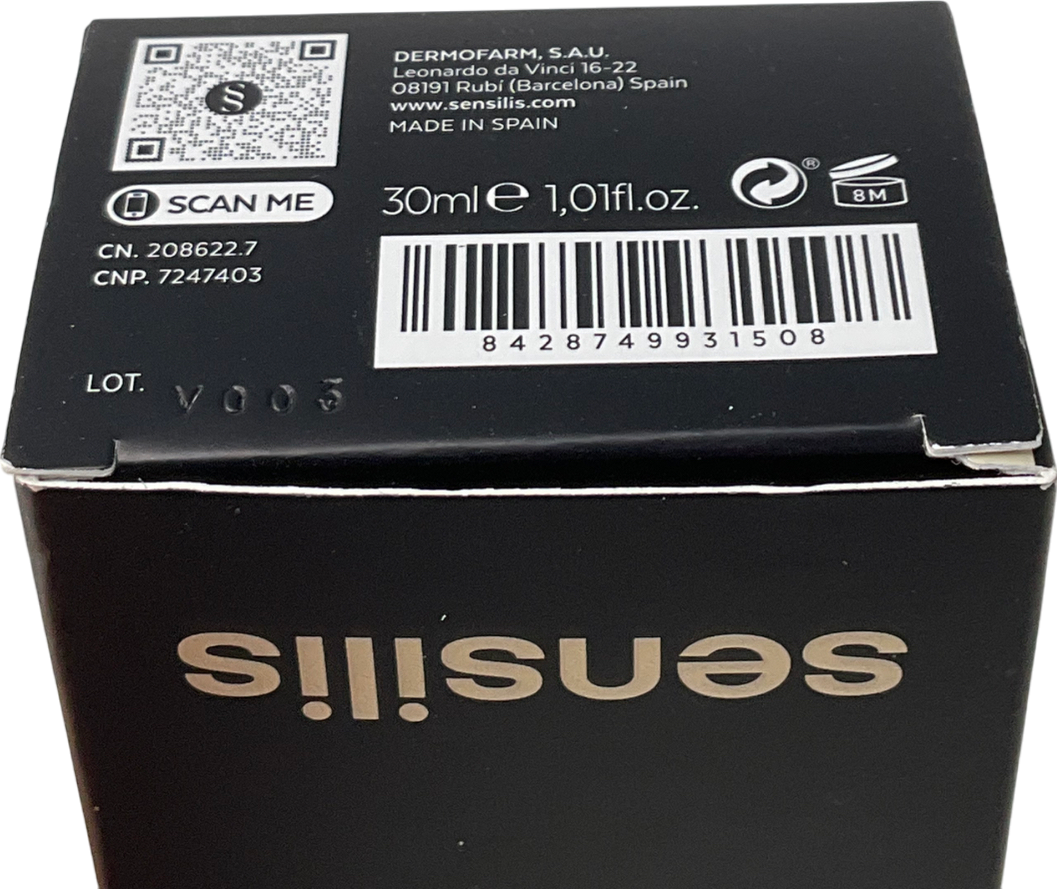 DERMOFARM, S.A.U.
Leonardo da Vinci 16-22
08191 Rubí (Barcelona) Spain
www.sensilis.com
MADE IN SPAIN
SCAN ME
30ml e 1,01fl.oz.
®
8M
CN. 208622.7
CNP. 7247403
8428749931508
LOT. V003
sensilis